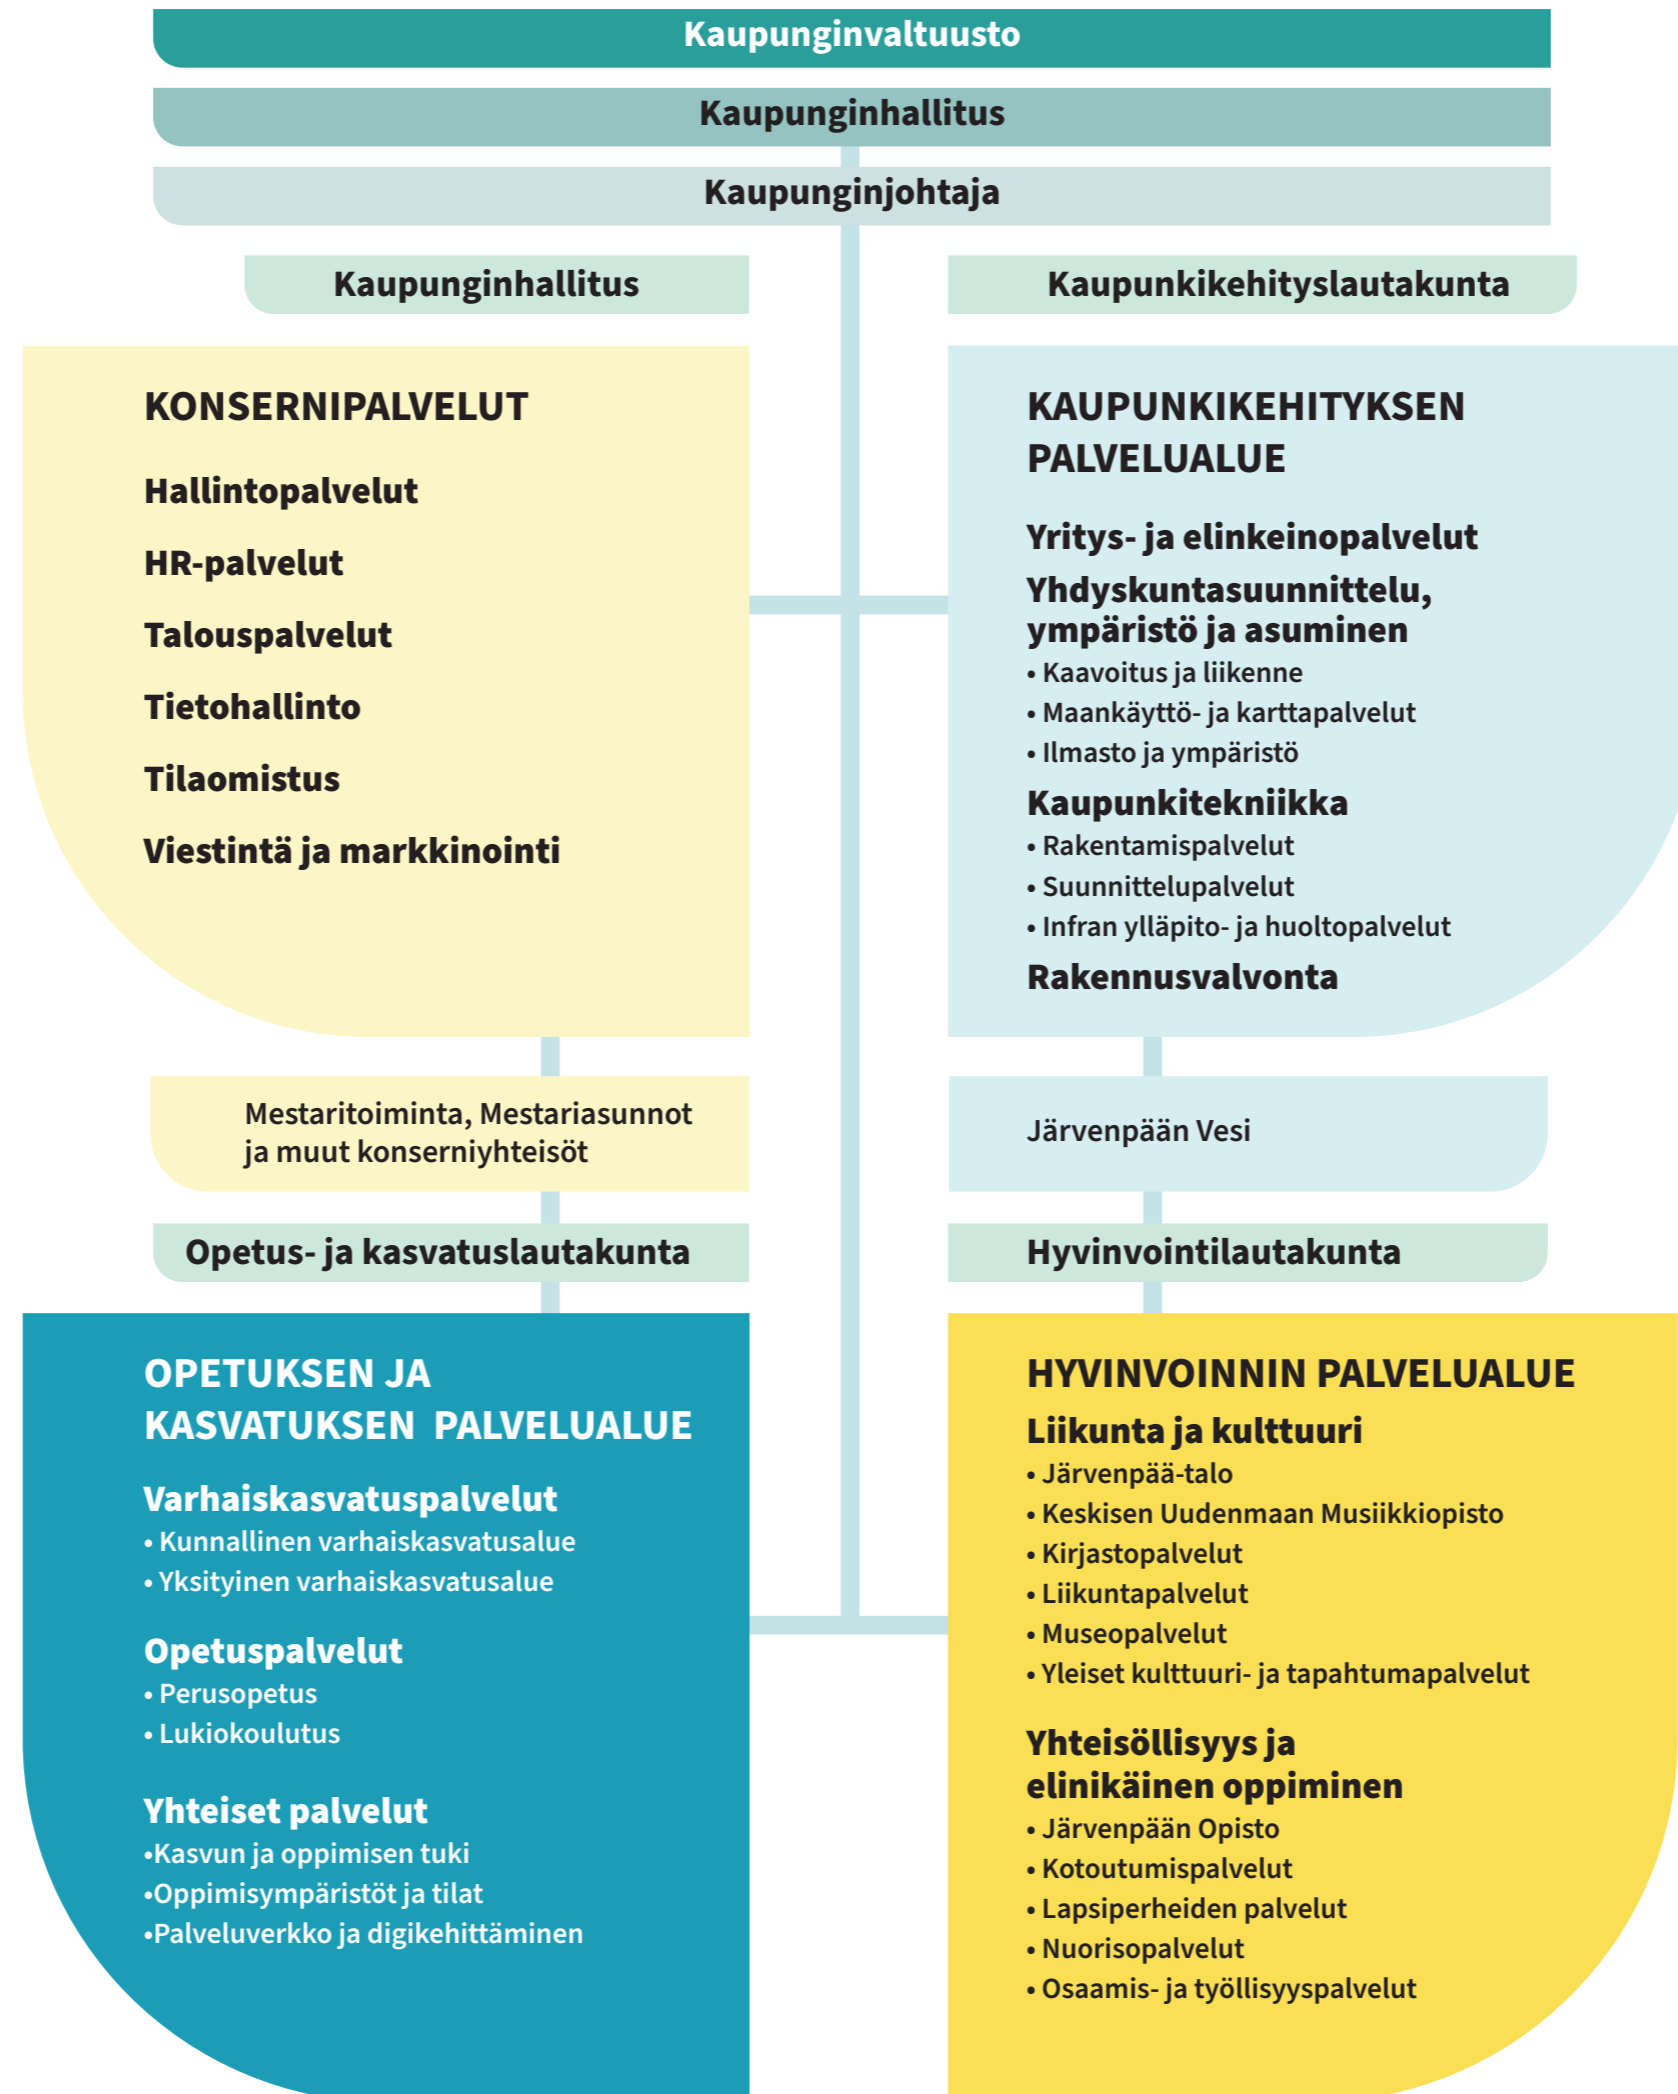 Kaupunginvaltuusto
Kaupunginhallitus
Kaupunginjohtaja
Kaupunginhallitus
KONSERNIPALVELUT
Hallintopalvelut
HR-palvelut
Talouspalvelut
Tietohallinto
Tilaomistus
Viestintä ja markkinointi
Mestaritoiminta, Mestariasunnot
ja muut konserniyhteisöt
Kaupunkikehityslautakunta
KAUPUNKIKEHITYKSEN
PALVELUALUE
Yritys- ja elinkeinopalvelut
Yhdyskuntasuunnittelu,
ympäristö ja asuminen
• Kaavoitus ja liikenne
• Maankäyttö- ja karttapalvelut
• Ilmasto ja ympäristö
Kaupunkitekniikka
• Rakentamispalvelut
• Suunnittelupalvelut
• Infran ylläpito- ja huoltopalvelut
Rakennusvalvonta
Järvenpään Vesi
Opetus- ja kasvatuslautakunta
OPETUKSEN JA
KASVATUKSEN PALVELUALUE
Varhaiskasvatuspalvelut
• Kunnallinen varhaiskasvatusalue
• Yksityinen varhaiskasvatusalue
Opetuspalvelut
• Perusopetus
• Lukiokoulutus
Yhteiset palvelut
•Kasvun ja oppimisen tuki
•Oppimisympäristöt ja tilat
•Palveluverkko ja digikehittäminen
Hyvinvointilautakunta
HYVINVOINNIN PALVELUALUE
Liikunta ja kulttuuri
• Järvenpää-talo
• Keskisen Uudenmaan Musiikkiopisto
• Kirjastopalvelut
• Liikuntapalvelut
• Museopalvelut
• Yleiset kulttuuri- ja tapahtumapalvelut
Yhteisöllisyys ja
elinikäinen oppiminen
• Järvenpään Opisto
• Kotoutumispalvelut
• Lapsiperheiden palvelut
• Nuorisopalvelut
• Osaamis- ja työllisyyspalvelut